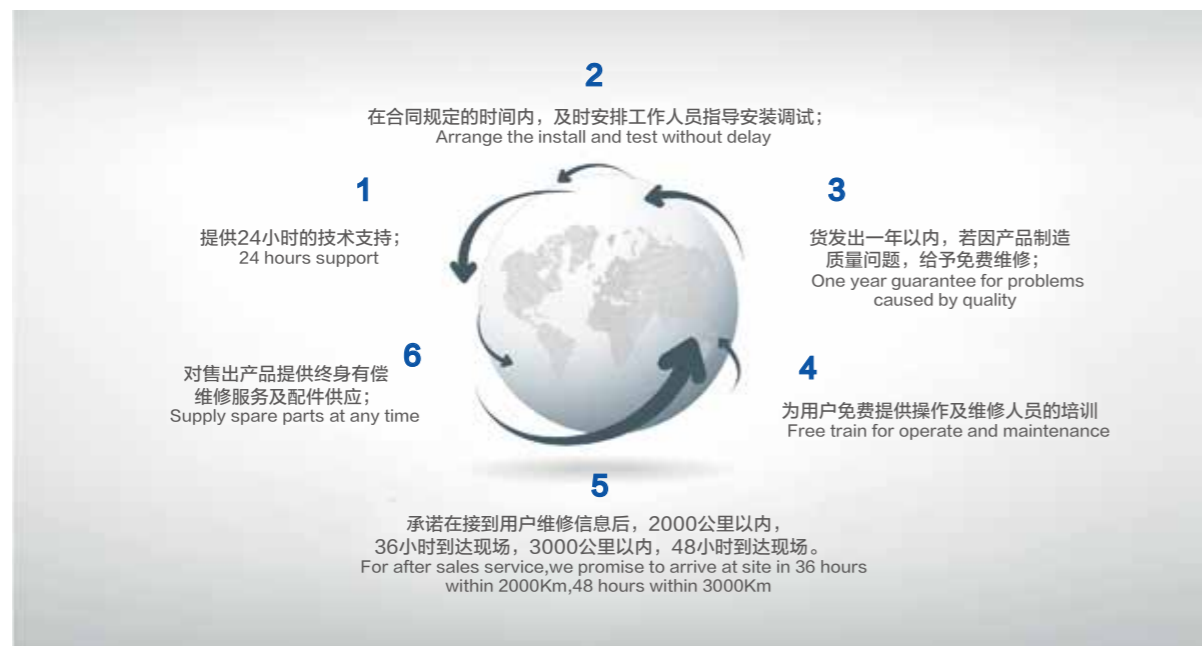 1
提供24小时的技术支持；
24 hours support
2
在合同规定的时间内，及时安排工作人员指导安装调试；
Arrange the install and test without delay
3
货发出一年以内，若因产品制造
质量问题，给予免费维修；
One year guarantee for problems
caused by quality
4
为用户免费提供操作及维修人员的培训
Free train for operate and maintenance
5
承诺在接到用户维修信息后，2000公里以内，
36小时到达现场，3000公里以内，48小时到达现场。
For after sales service,we promise to arrive at site in 36 hours
within 2000Km,48 hours within 3000Km
6
对售出产品提供终身有偿
维修服务及配件供应；
Supply spare parts at any time